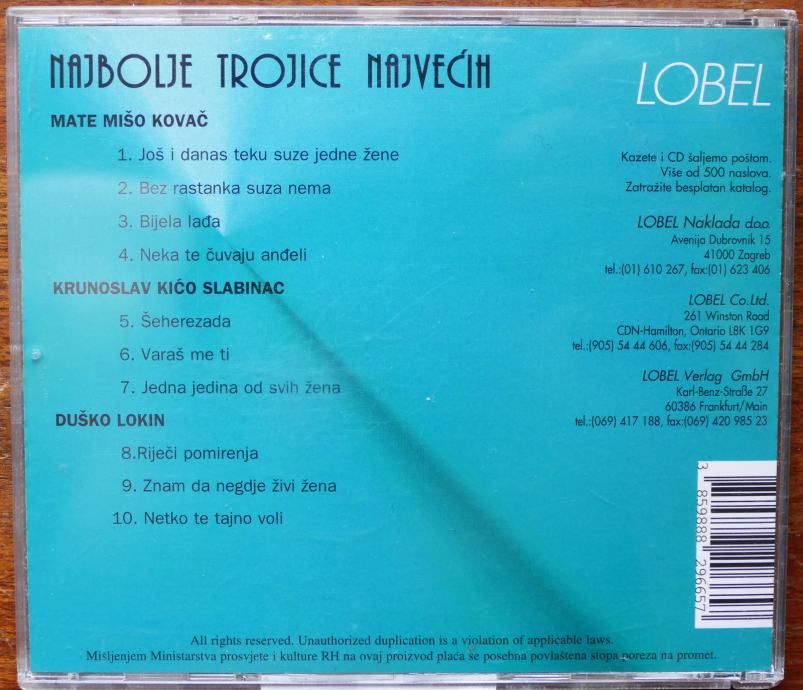 NAJBOLJE TROJICE NAJVEĆIH
MATE MIŠO KOVAČ
1. Još i danas teku suze jedne žene
2. Bez rastanka suza nema
3. Bijela lađa
4. Neka te čuvaju anđeli
KRUNOSLAV KIĆO SLABINAC
5. Šeherezada
6. Varaš me ti
7. Jedna jedina od svih žena
DUŠKO LOKIN
8.Riječi pomirenja
9. Znam da negdje živi žena
10. Netko te tajno voli
LOBEL
Kazete i CD šaljemo poštom.
Više od 500 naslova.
Zatražite besplatan katalog.
LOBEL Naklada d.o.o.
Avenija Dubrovnik 15
41000 Zagreb
tel.:(01) 610 267, fax:(01) 623 406
LOBEL Co.Ltd.
261 Winston Road
CDN-Hamilton, Ontario L8K 1G9
tel.:(905) 54 44 606, fax:(905) 54 44 284
LOBEL Verlag GmbH
Karl-Benz-Straße 27
60386 Frankfurt/Main
tel.:(069) 417 188, fax:(069) 420 985 23
3 859888 296657
All rights reserved. Unauthorized duplication is a violation of applicable laws.
Mišljenjem Ministarstva prosvjete i kulture RH na ovaj proizvod plaća se posebna povlaštena stopa poreza na promet.